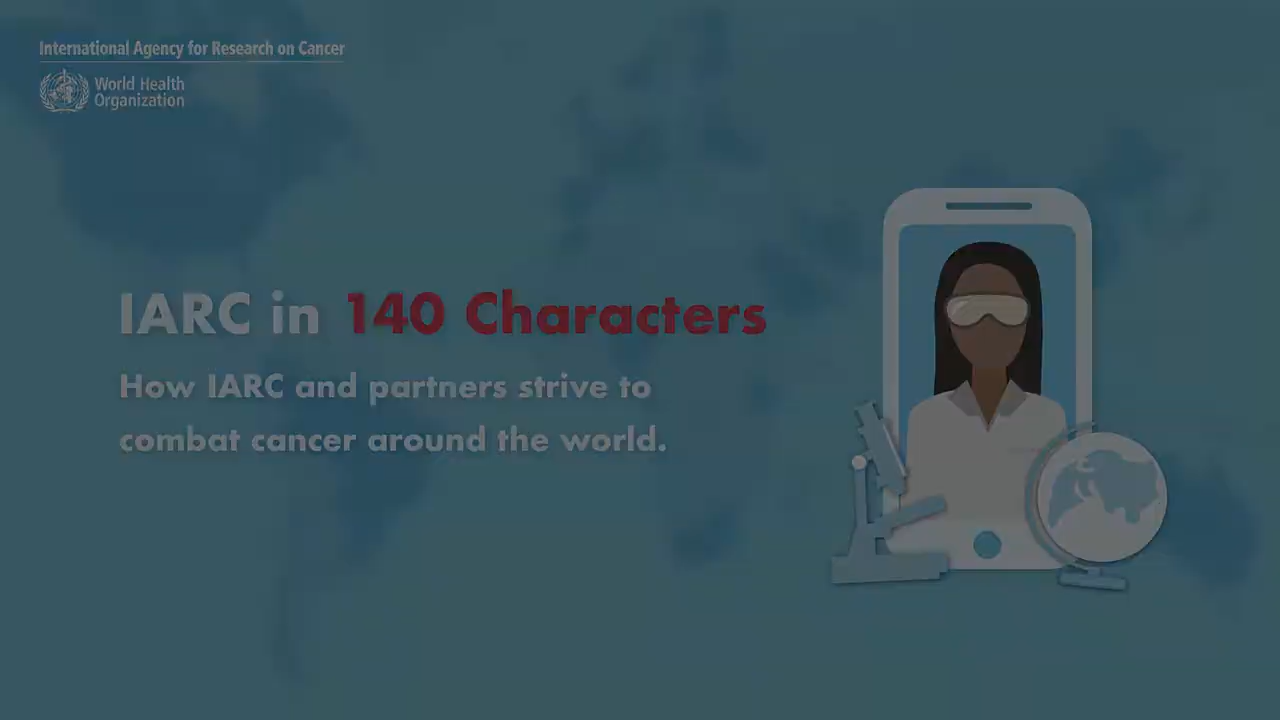 International Agency for Research on Cancer
World Health
Organization
IARC in 140 Characters
How IARC and partners strive to
combat cancer around the world.